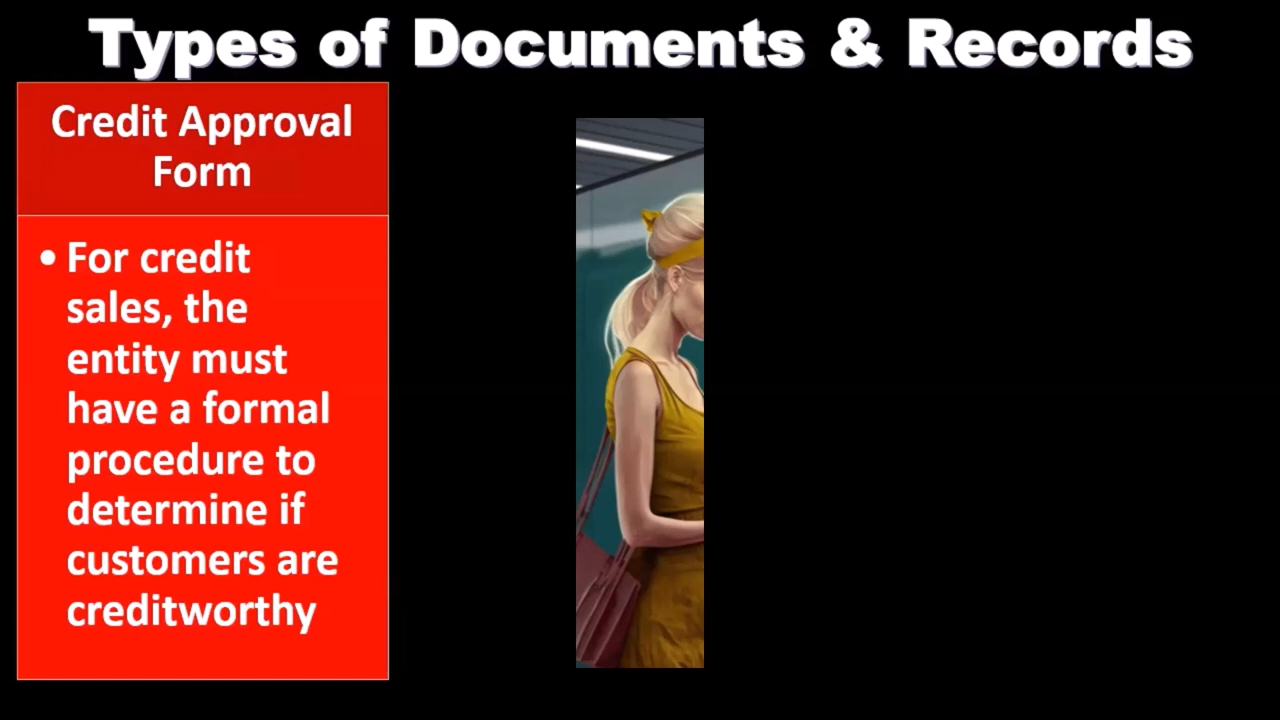 Types of Documents & Records
Credit Approval
Form
• For credit
sales, the
entity must
have a formal
procedure to
determine if
customers are
creditworthy